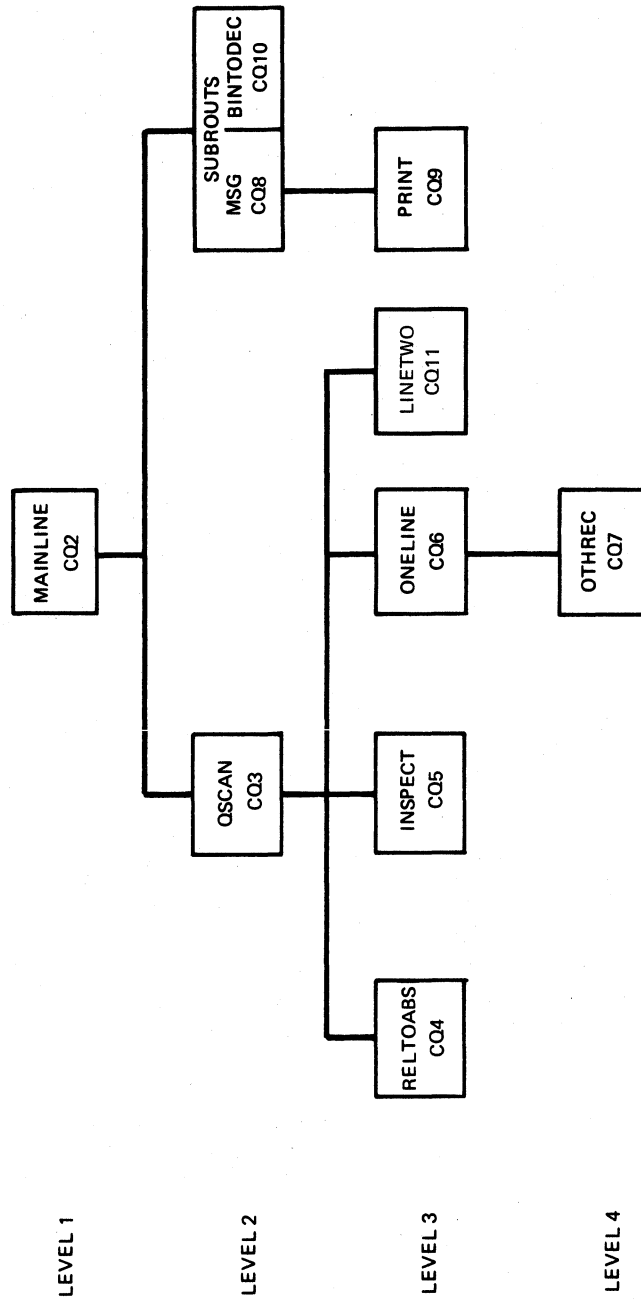 LEVEL 1
MAINLINE
CQ2
LEVEL 2
QSCAN
CQ3
SUBROUTS
MSG
CQ8
BINTODEC
CQ10
LEVEL 3
RELTOABS
CQ4
INSPECT
CQ5
ONELINE
CQ6
LINETWO
CQ11
PRINT
CQ9
LEVEL 4
OTHREC
CQ7